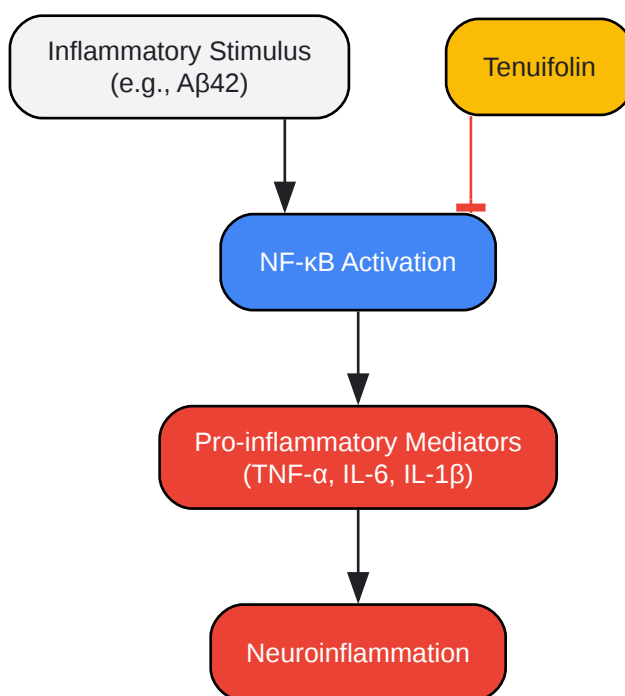 Inflammatory Stimulus
(e.g., Aβ42)
Tenuifolin
NF-κB Activation
Pro-inflammatory Mediators
(TNF-α, IL-6, IL-1β)
Neuroinflammation